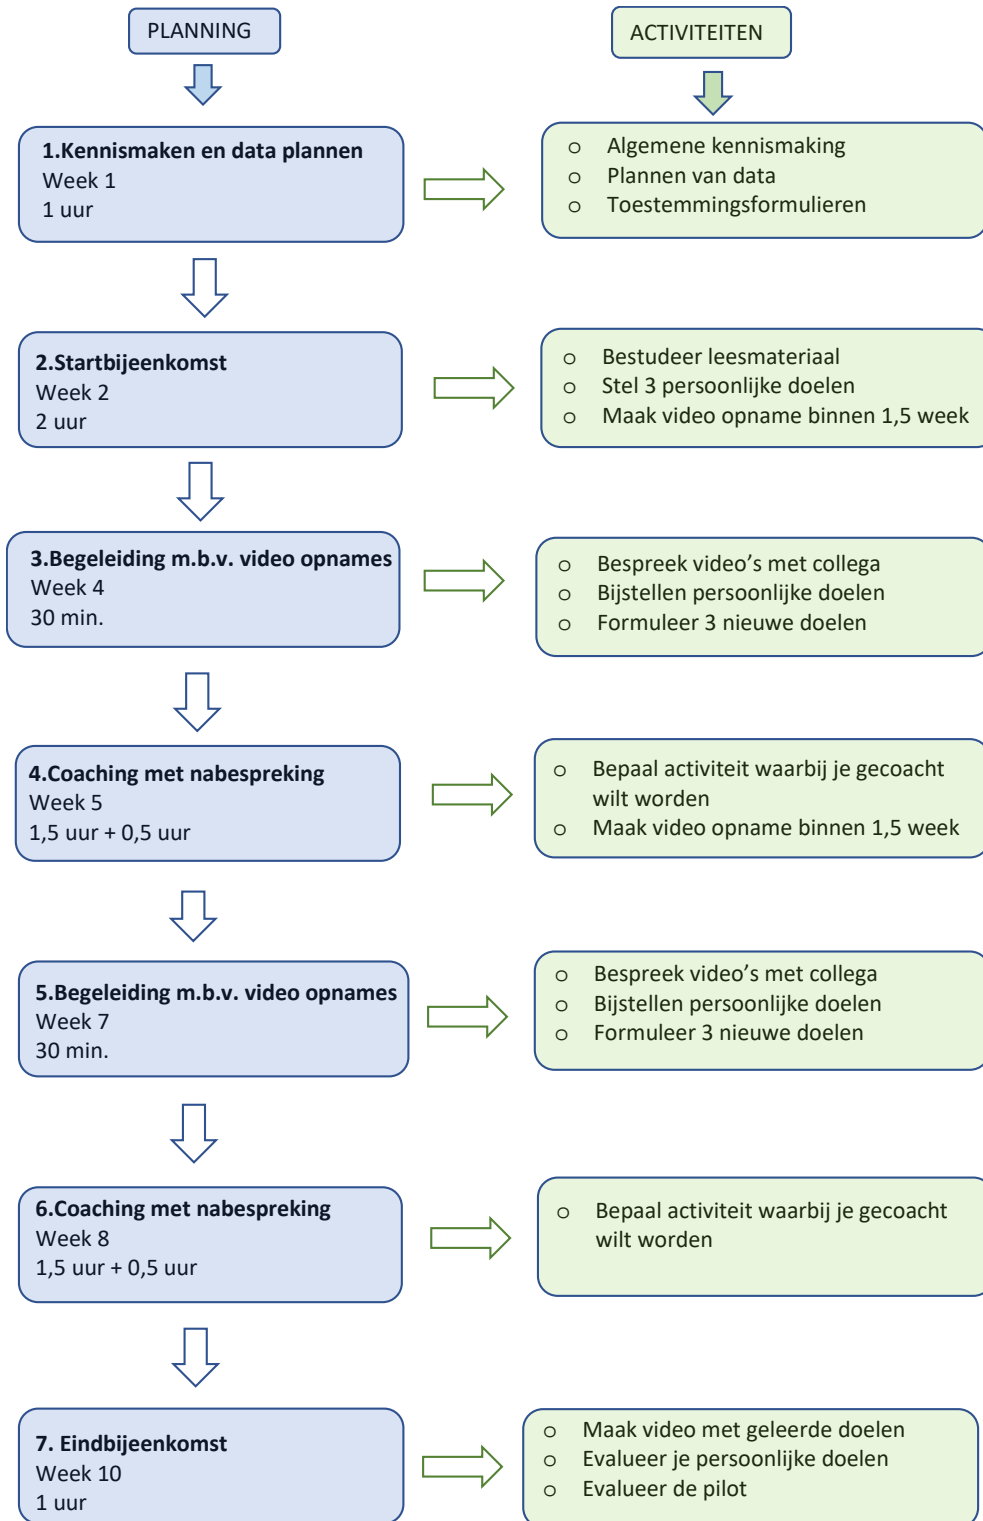 PLANNING
ACTIVITEITEN
1.Kennismaken en data plannen
Week 1
1 uur
o Algemene kennismaking
o Plannen van data
o Toestemmingsformulieren
2.Startbijeenkomst
Week 2
2 uur
o Bestudeer leesmateriaal
o Stel 3 persoonlijke doelen
o Maak video opname binnen 1,5 week
3.Begeleiding m.b.v. video opnames
Week 4
30 min.
o Bespreek video’s met collega
o Bijstellen persoonlijke doelen
o Formuleer 3 nieuwe doelen
4.Coaching met nabespreking
Week 5
1,5 uur + 0,5 uur
o Bepaal activiteit waarbij je gecoacht
wilt worden
o Maak video opname binnen 1,5 week
5.Begeleiding m.b.v. video opnames
Week 7
30 min.
o Bespreek video’s met collega
o Bijstellen persoonlijke doelen
o Formuleer 3 nieuwe doelen
6.Coaching met nabespreking
Week 8
1,5 uur + 0,5 uur
o Bepaal activiteit waarbij je gecoacht
wilt worden
7. Eindbijeenkomst
Week 10
1 uur
o Maak video met geleerde doelen
o Evalueer je persoonlijke doelen
o Evalueer de pilot